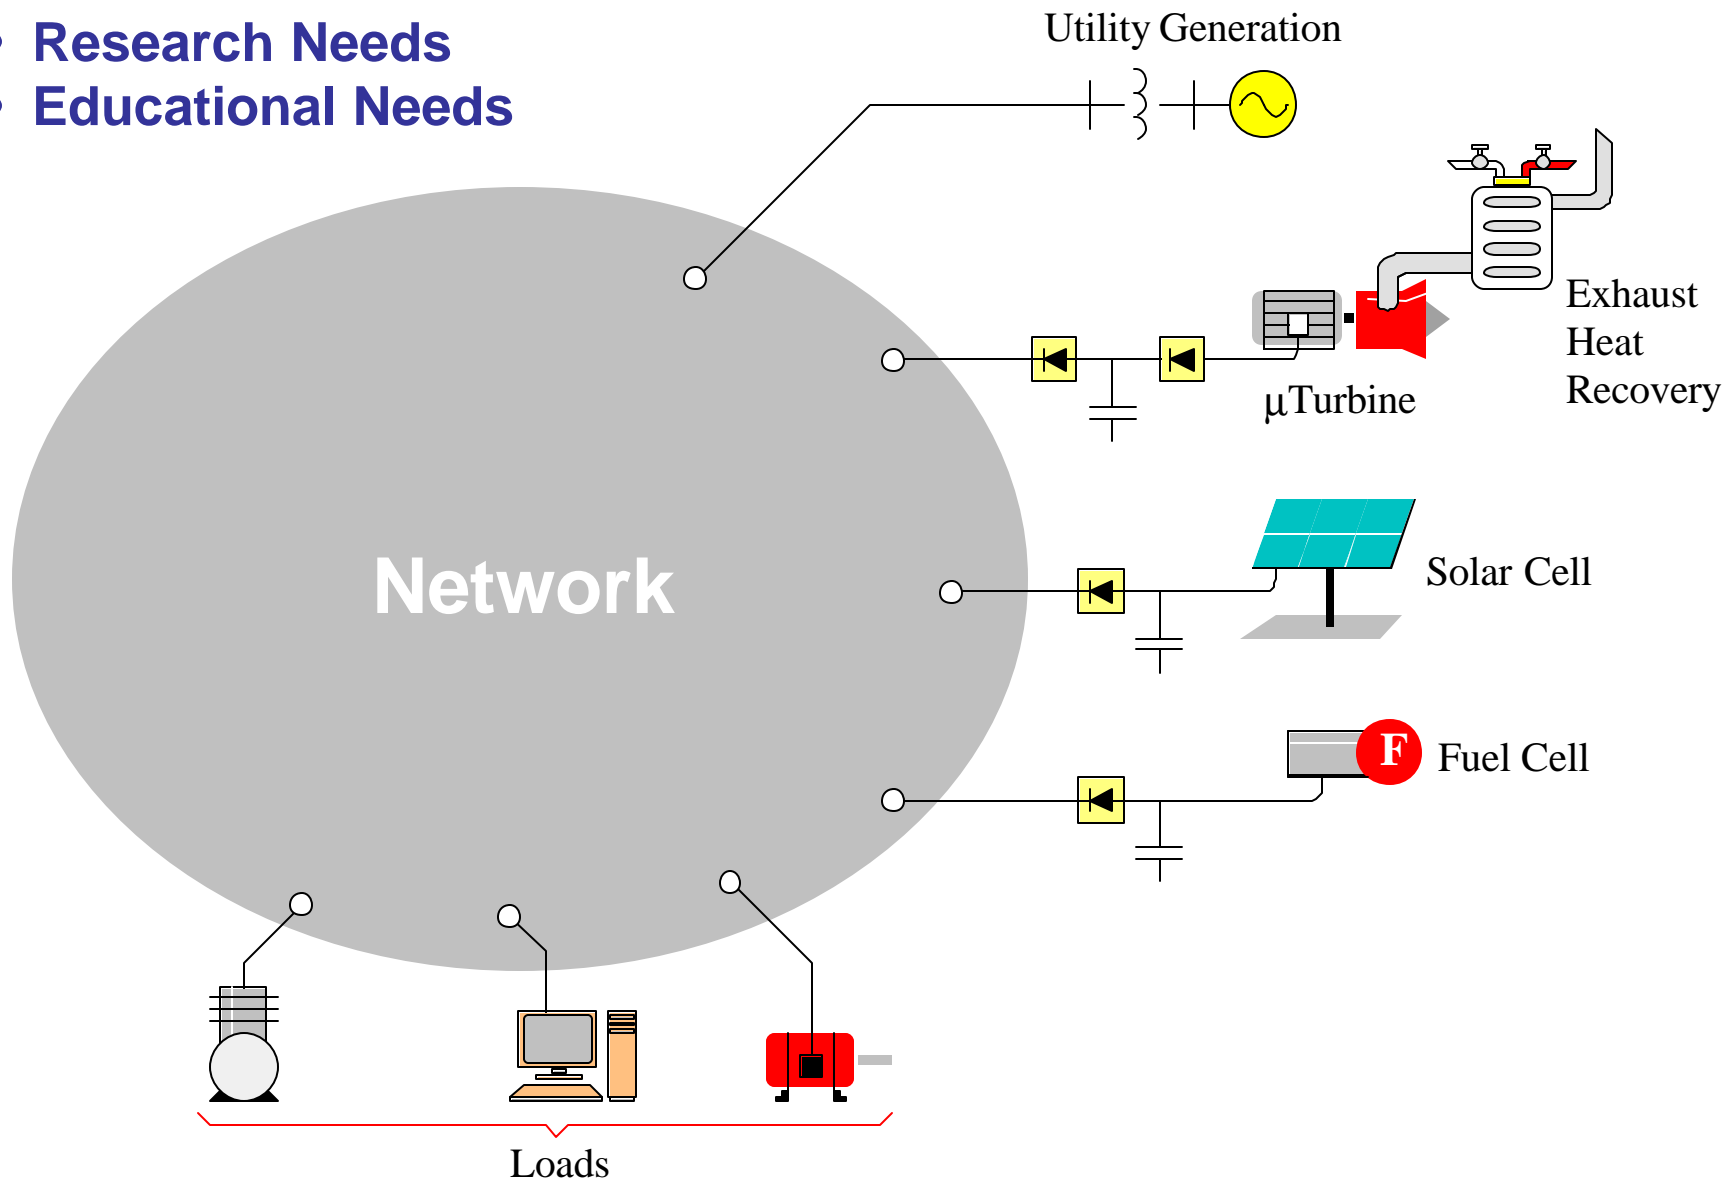 • Research Needs
• Educational Needs
Utility Generation
Exhaust
Heat
Recovery
μTurbine
Network
Solar Cell
F
Fuel Cell
Loads